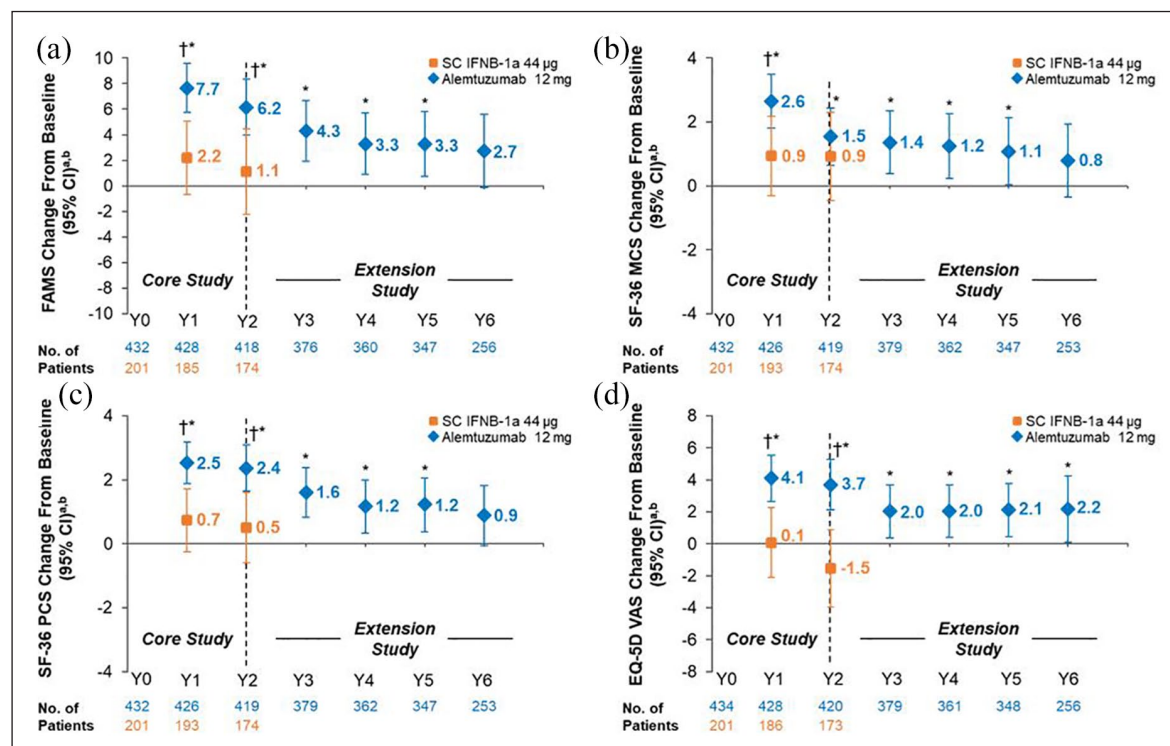 (a)
†*
SC IFNB-1a 44 µg
Alemtuzumab 12 mg
FAMS Change From Baseline
(95% CI)a,b
10
8
6
4
2
0
-2
-4
-6
-8
-10
7.7
†*
6.2
*
4.3
*
3.3
*
3.3
2.7
2.2
1.1
Core Study
Extension
Study
Y0 Y1 Y2 Y3 Y4 Y5 Y6
No. of
Patients
432 428 418 376 360 347 256
201 185 174
(b)
†*
SC IFNB-1a 44 µg
Alemtuzumab 12 mg
SF-36 MCS Change From Baseline
(95% CI)a,b
4
2
0
-2
-4
2.6
*
1.5
*
1.4
*
1.2
*
1.1
0.8
0.9
0.9
Core Study
Extension
Study
Y0 Y1 Y2 Y3 Y4 Y5 Y6
No. of
Patients
432 426 419 379 362 347 253
201 193 174
(c)
†*
SC IFNB-1a 44 µg
Alemtuzumab 12 mg
SF-36 PCS Change From Baseline
(95% CI)a,b
4
2
0
-2
-4
2.5
†*
2.4
*
1.6
*
1.2
*
1.2
0.9
0.7
0.5
Core Study
Extension
Study
Y0 Y1 Y2 Y3 Y4 Y5 Y6
No. of
Patients
432 426 419 379 362 347 253
201 193 174
(d)
†*
SC IFNB-1a 44 µg
Alemtuzumab 12 mg
EQ-5D VAS Change From Baseline
(95% CI)a,b
8
6
4
2
0
-2
-4
-6
-8
4.1
†*
3.7
*
2.0
*
2.0
*
2.1
*
2.2
0.1
-1.5
Core Study
Extension
Study
Y0 Y1 Y2 Y3 Y4 Y5 Y6
No. of
Patients
434 428 420 379 361 348 256
201 186 173